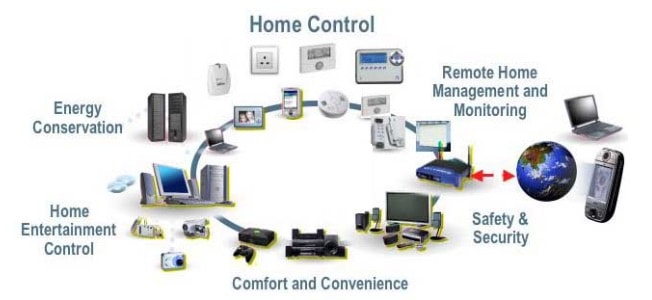 Home Control
Remote Home
Management and
Monitoring
Energy
Conservation
Home
Entertainment
Control
Safety &
Security
Comfort and Convenience